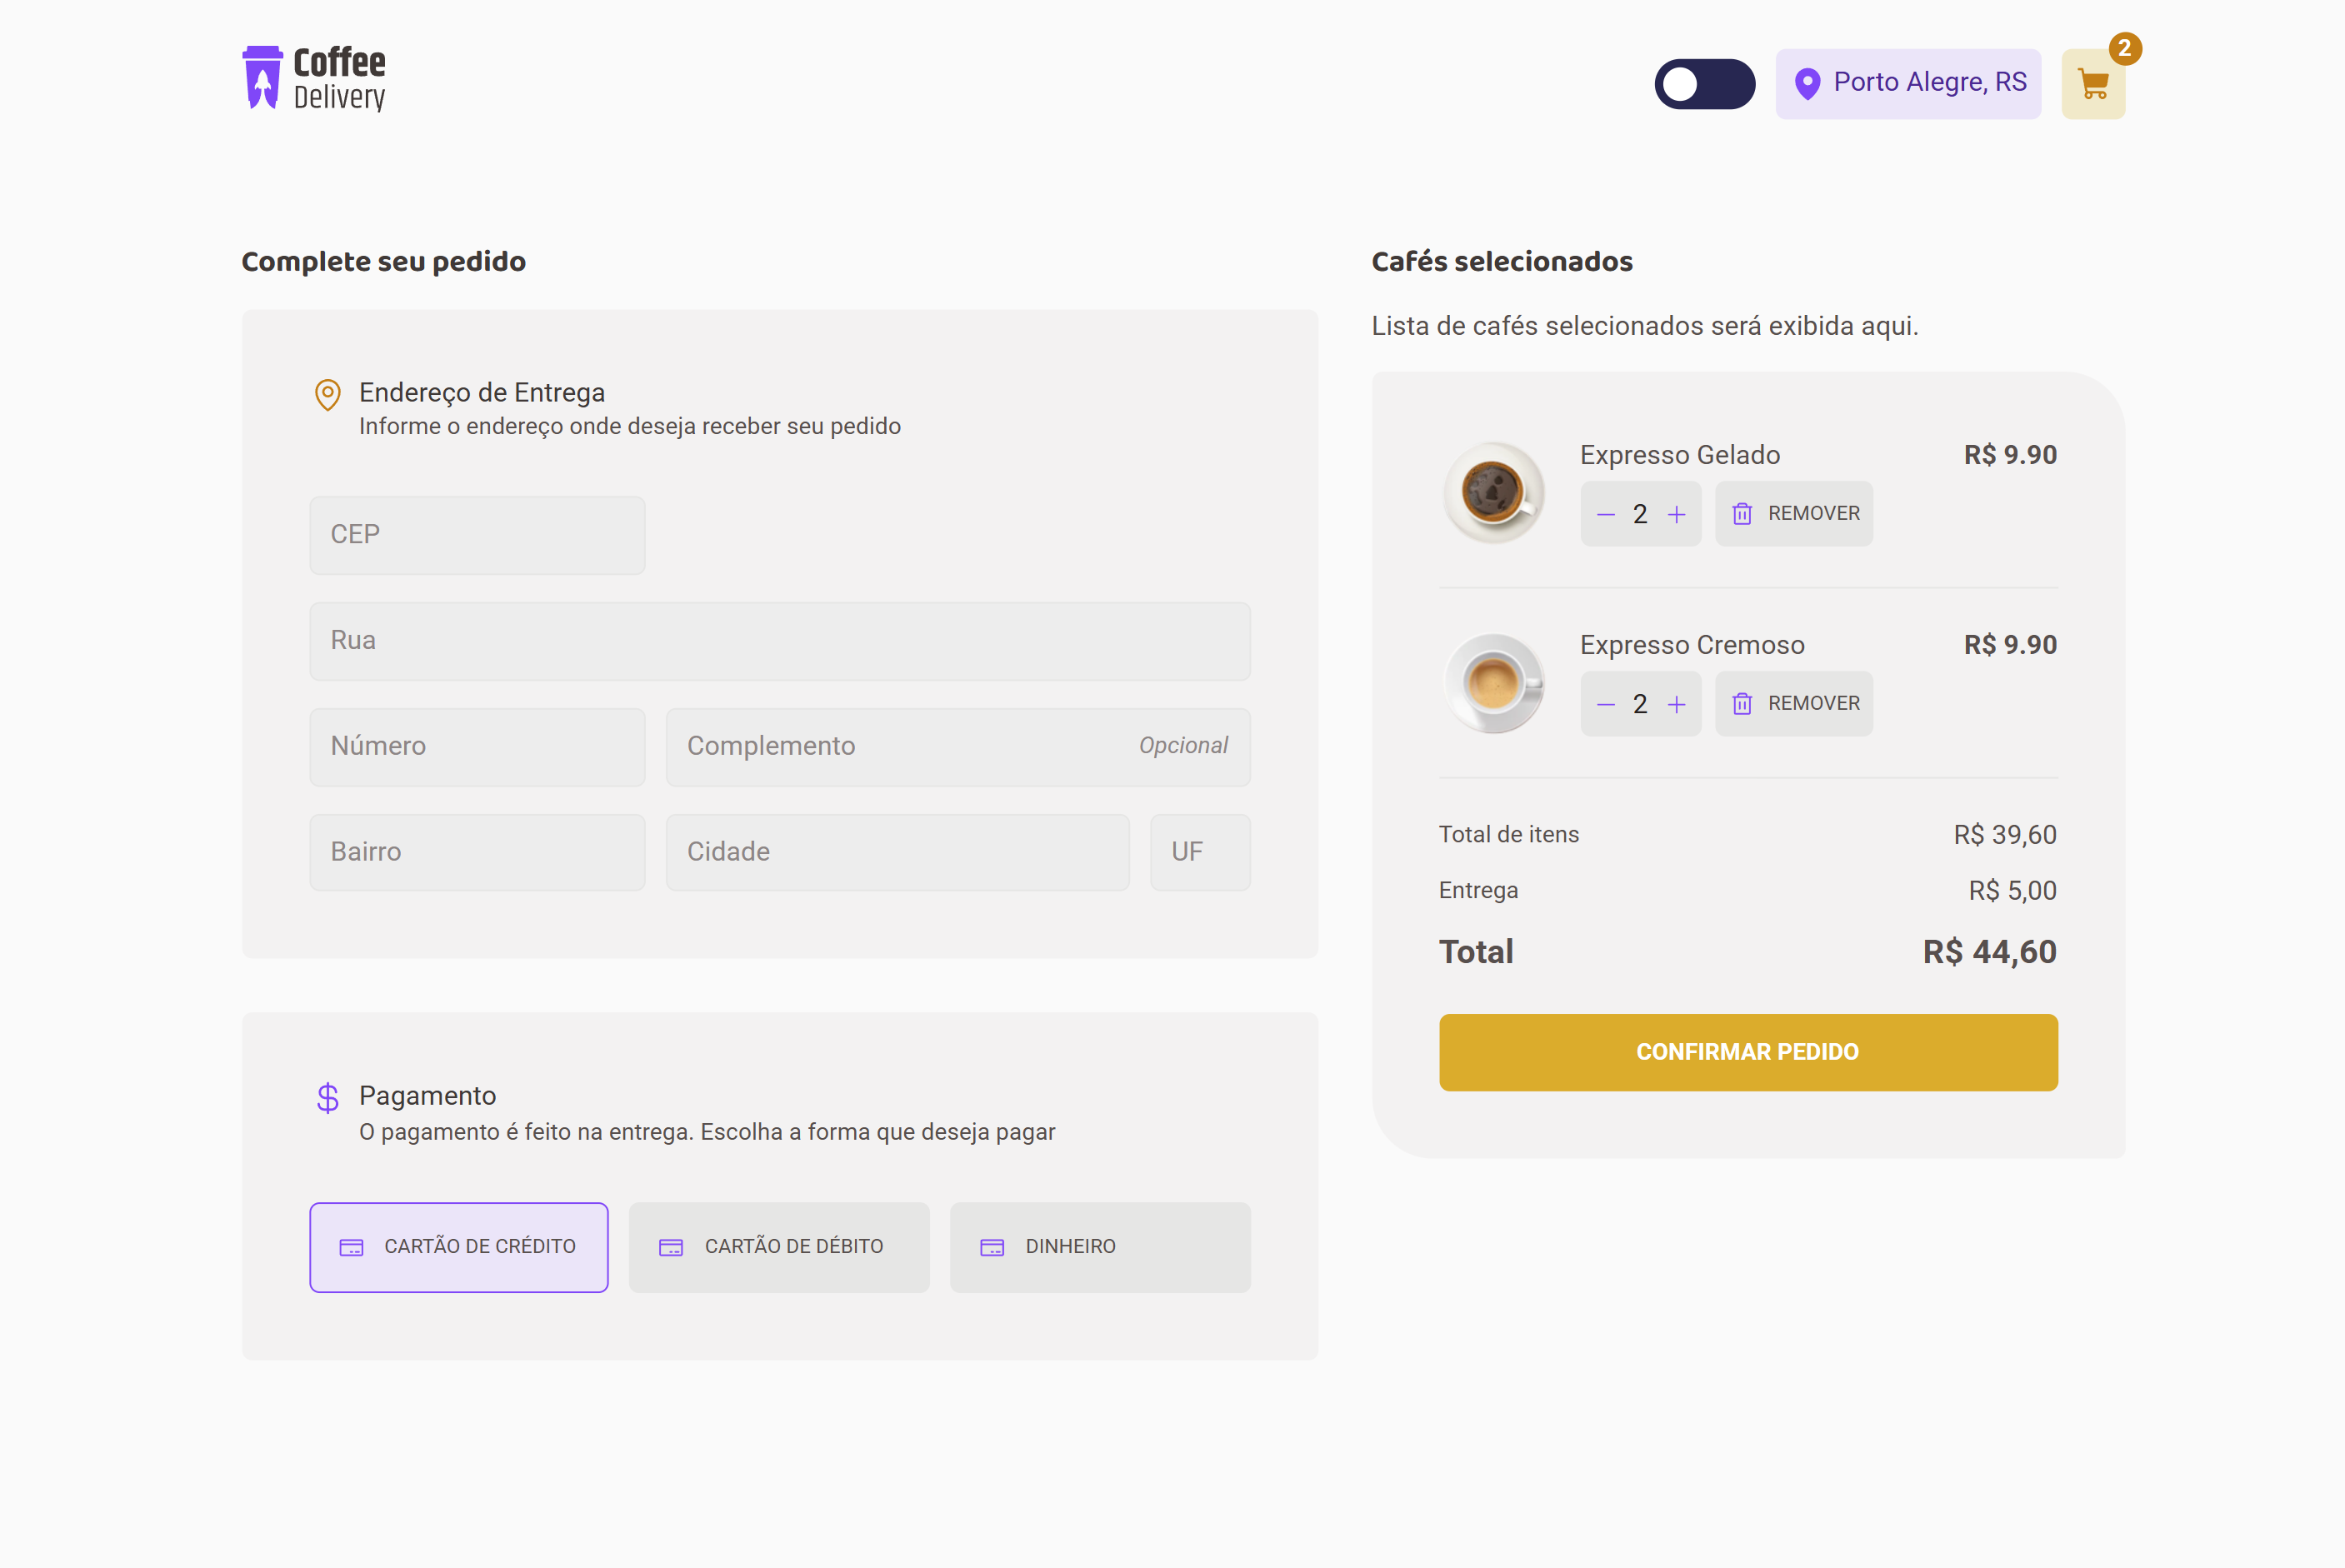 Coffee
Delivery
Porto Alegre, RS
2
Complete seu pedido
Endereço de Entrega
Informe o endereço onde deseja receber seu pedido
CEP
Rua
Número
Complemento
Opcional
Bairro
Cidade
UF
Pagamento
O pagamento é feito na entrega. Escolha a forma que deseja pagar
CARTÃO DE CRÉDITO
CARTÃO DE DÉBITO
DINHEIRO
Cafés selecionados
Lista de cafés selecionados será exibida aqui.
Expresso Gelado
R$ 9.90
2
REMOVER
Expresso Cremoso
R$ 9.90
2
REMOVER
Total de itens
R$ 39,60
Entrega
R$ 5,00
Total
R$ 44,60
CONFIRMAR PEDIDO